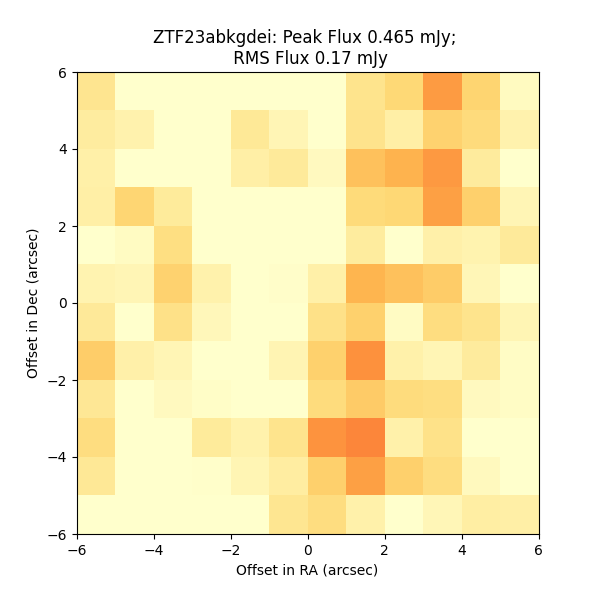 ZTF23abkgdei: Peak Flux 0.465 mJy;
RMS Flux 0.17 mJy
6
4
2
0
−2
−4
−6
Offset in Dec (arcsec)
−6 −4 −2 0 2 4 6
Offset in RA (arcsec)